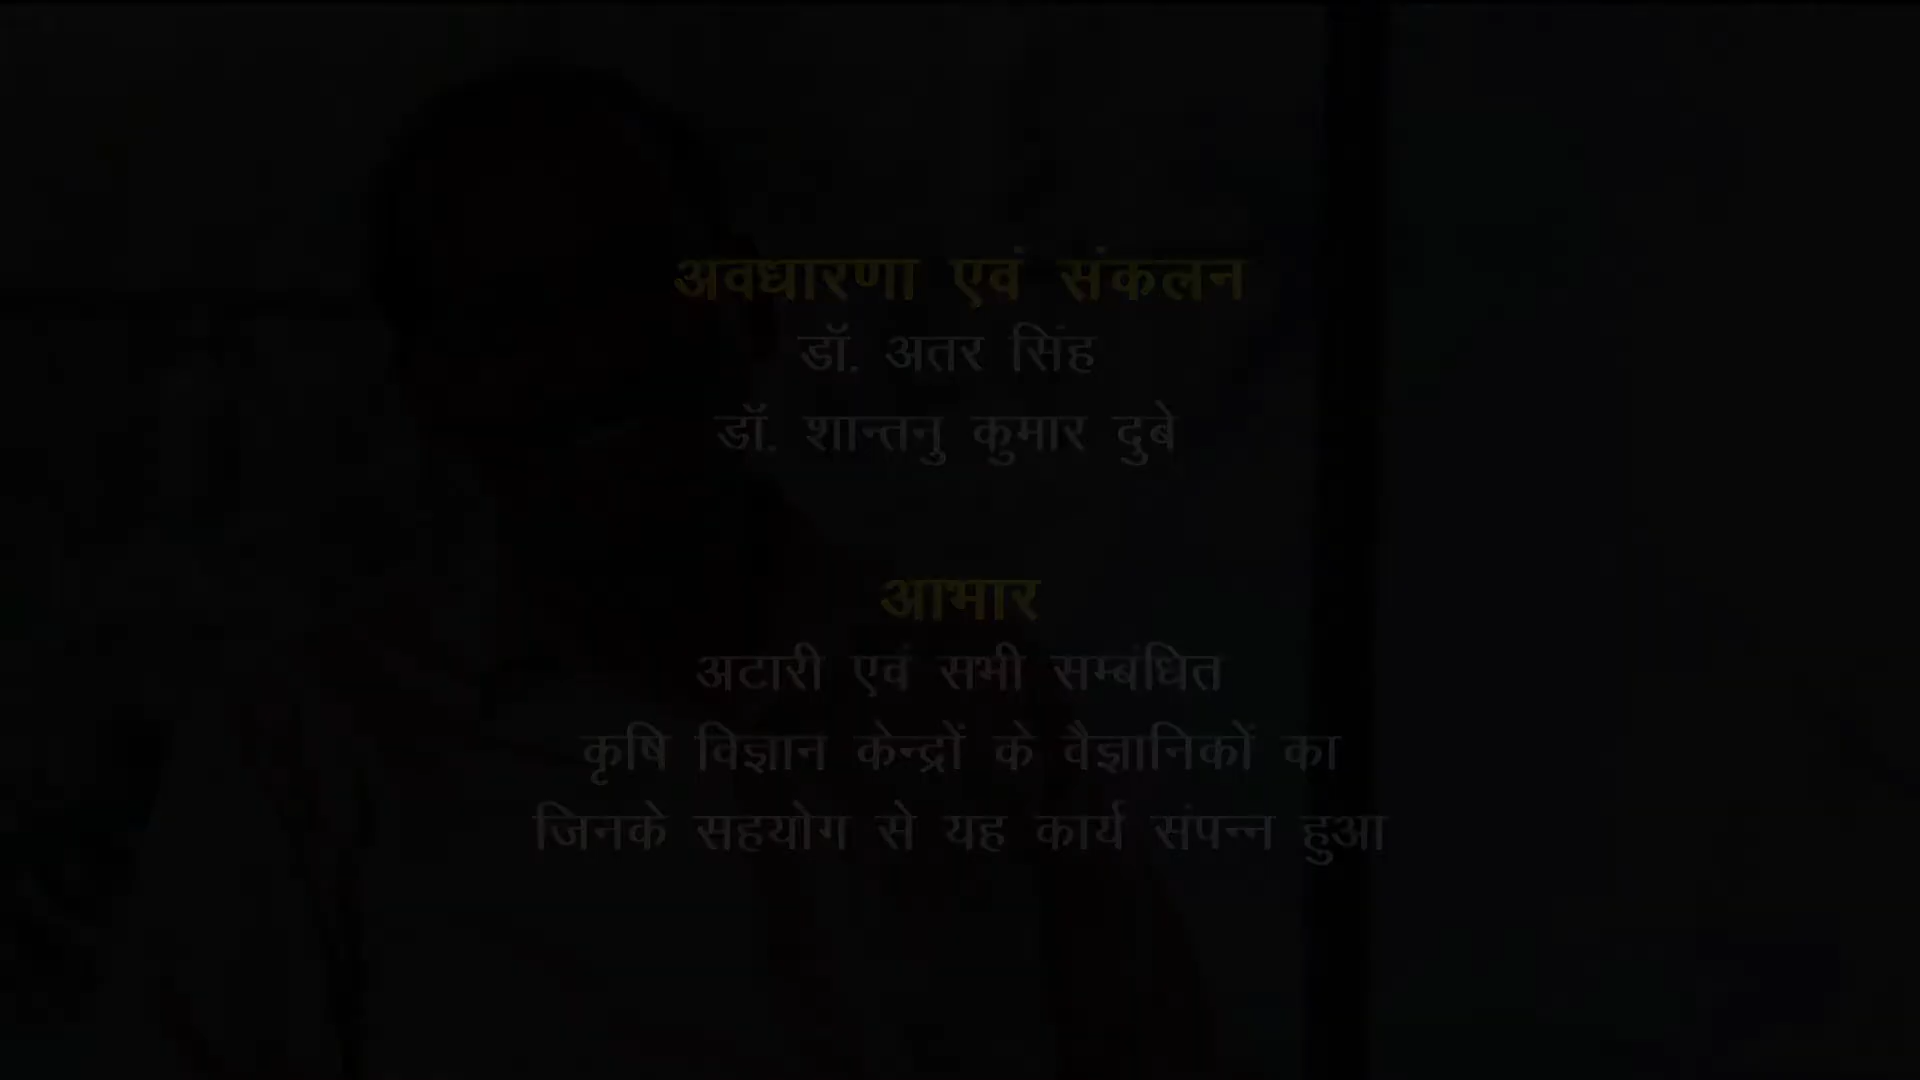 अवधारणा एवं संकलन
डॉ. अतर सिंह
डॉ. शान्तनु कुमार दुबे
आभार
अटारी एवं सभी सम्बंधित
कृषि विज्ञान केन्द्रों के वैज्ञानिकों का
जिनके सहयोग से यह कार्य संपन्न हुआ